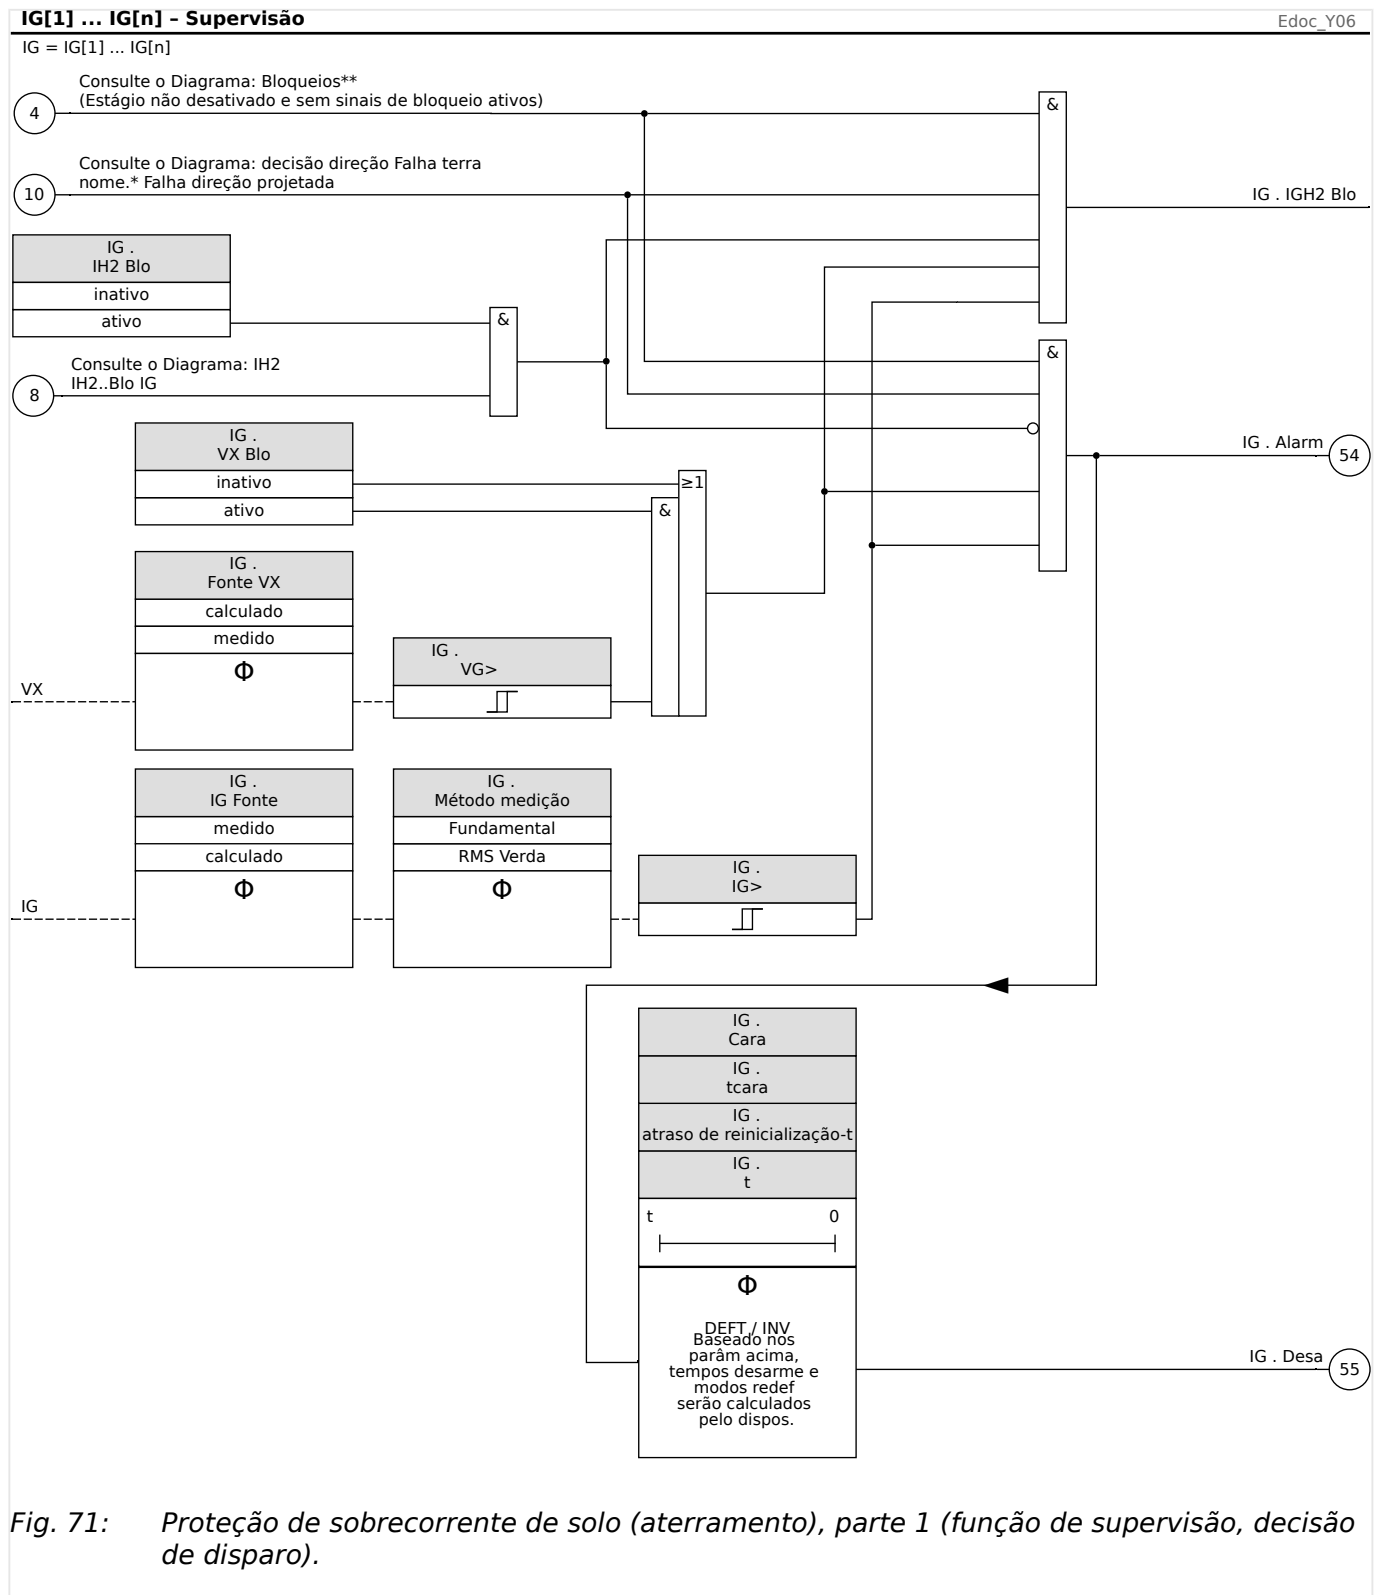 IG[1] ... IG[n] – Supervisão
Edoc_Y06
IG = IG[1] ... IG[n]
Consulte o Diagrama: Bloqueios**
(Estágio não desativado e sem sinais de bloqueio ativos)
4
&
Consulte o Diagrama: decisão direção Falha terra
nome.* Falha direção projetada
10
IG . IGH2 Blo
IG .
IH2 Blo
inativo
ativo
&
&
Consulte o Diagrama: IH2
IH2..Blo IG
8
IG .
VX Blo
inativo
ativo
≥1
&
IG . Alarm
54
IG .
Fonte VX
calculado
medido
Φ
VX
IG .
VG>
IG .
IG Fonte
medido
calculado
Φ
IG
IG .
Método medição
Fundamental
RMS Verda
Φ
IG .
IG>
IG .
Cara
IG .
tcara
IG .
atraso de reinicialização-t
IG .
t
t 0
Φ
DEFT / INV
Baseado nos
parâm acima,
tempos desarme e
modos redef
serão calculados
pelo dispos.
IG . Desa
55
Fig. 71: Proteção de sobrecorrente de solo (aterramento), parte 1 (função de supervisão, decisão
de disparo).